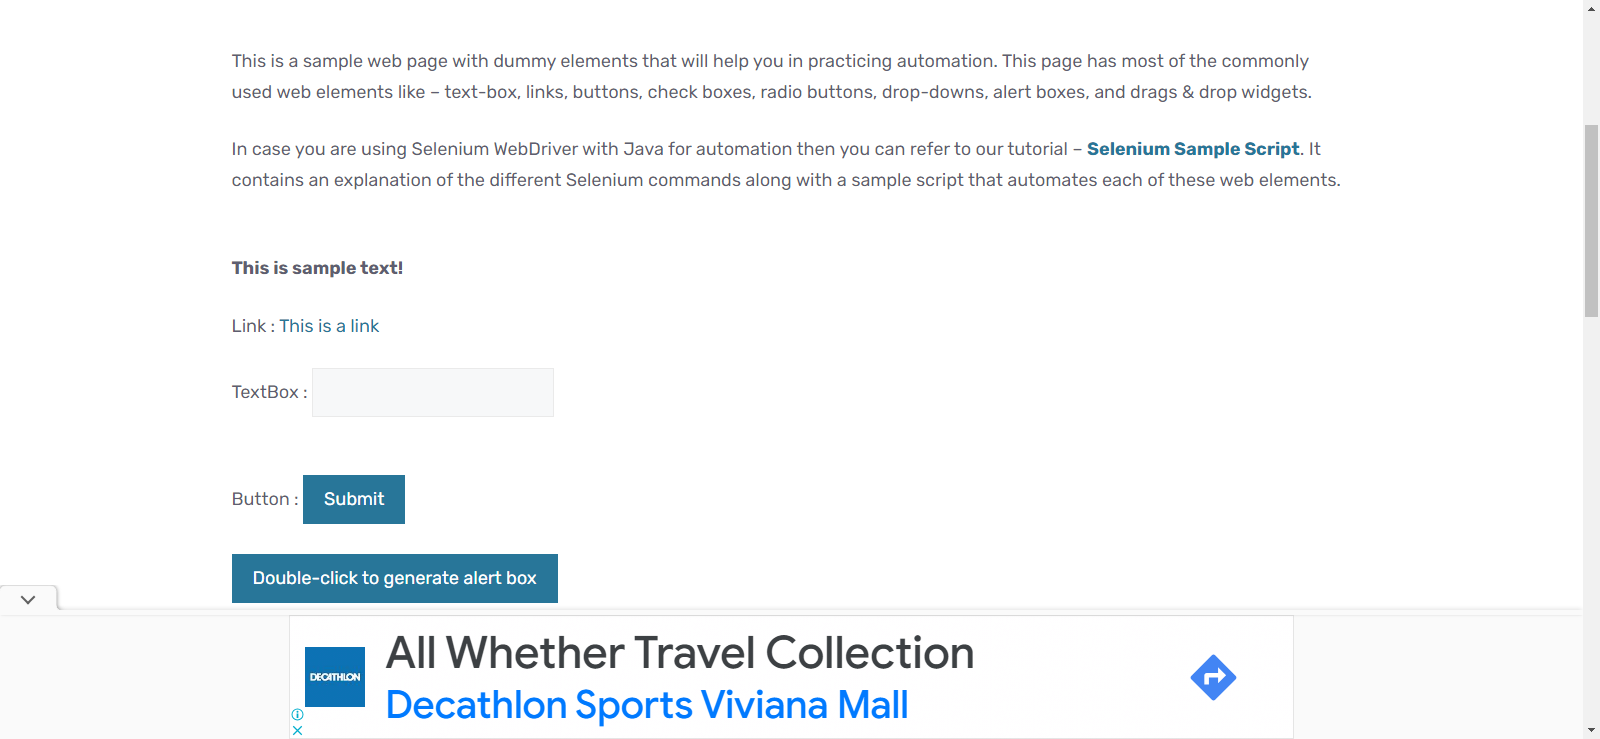 This is a sample web page with dummy elements that will help you in practicing automation. This page has most of the commonly
used web elements like – text-box, links, buttons, check boxes, radio buttons, drop-downs, alert boxes, and drags & drop widgets.
In case you are using Selenium WebDriver with Java for automation then you can refer to our tutorial – Selenium Sample Script. It
contains an explanation of the different Selenium commands along with a sample script that automates each of these web elements.
This is sample text!
Link : This is a link
TextBox :
Button : Submit
Double-click to generate alert box
All Whether Travel Collection
DECATHLON
Decathlon Sports Viviana Mall